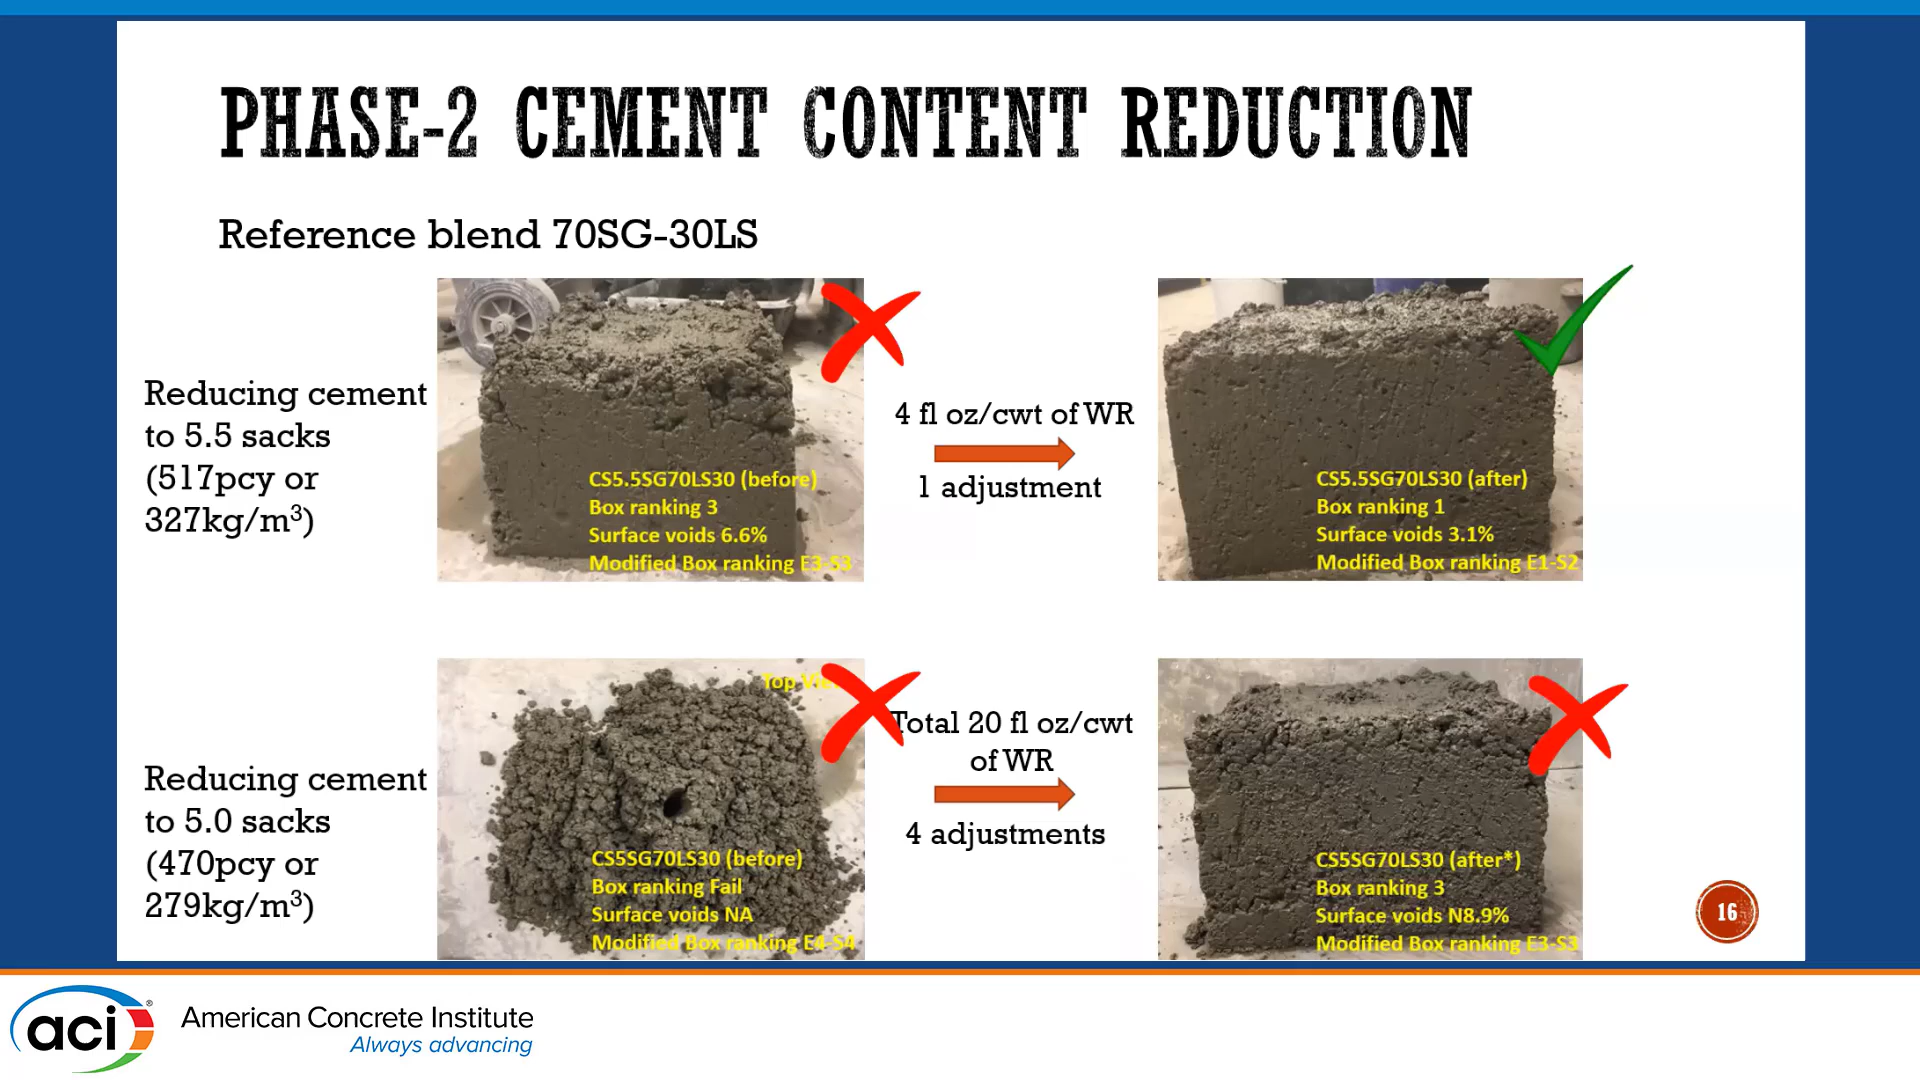 PHASE-2 CEMENT CONTENT REDUCTION
Reference blend 70SG-30LS
Reducing cement
to 5.5 sacks
(517pcy or
327kg/m³)
CS5.5SG70LS30 (before)
Box ranking 3
Surface voids 6.6%
Modified Box ranking E3-S3
4 fl oz/cwt of WR
1 adjustment
CS5.5SG70LS30 (after)
Box ranking 1
Surface voids 3.1%
Modified Box ranking E1-S2
Reducing cement
to 5.0 sacks
(470pcy or
279kg/m³)
Top
CS5SG70LS30 (before)
Box ranking Fail
Surface voids NA
Modified Box ranking E4-S4
Total 20 fl oz/cwt
of WR
4 adjustments
CS5SG70LS30 (after*)
Box ranking 3
Surface voids N8.9%
Modified Box ranking E3-S3
16
aci®
American Concrete Institute
Always advancing